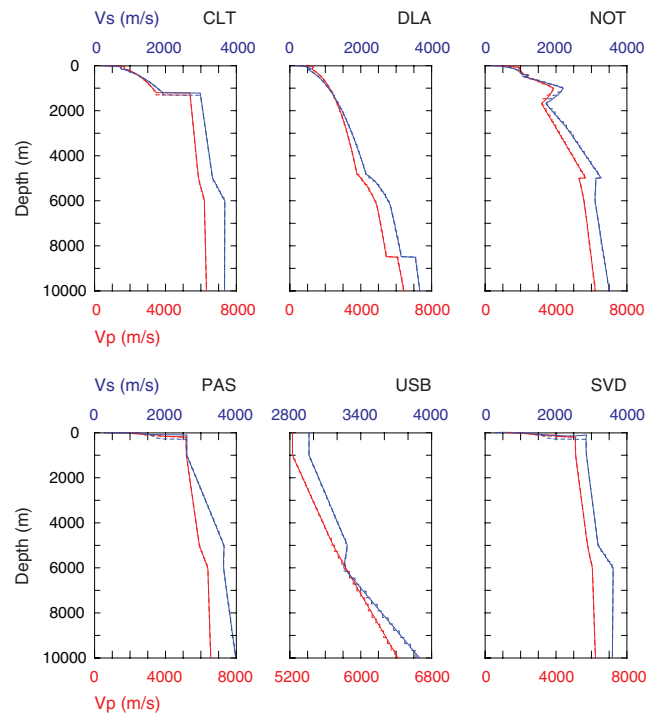 Vs (m/s) CLT DLA NOT
0 2000 4000 0 2000 4000 0 2000 4000
0
2000
4000
6000
8000
10000
Depth (m)
0 4000 8000 0 4000 8000 0 4000 8000
Vp (m/s)
Vs (m/s) PAS USB SVD
0 2000 4000 2800 3400 4000 0 2000 4000
0
2000
4000
6000
8000
10000
Depth (m)
0 4000 8000 5200 6000 6800 0 4000 8000
Vp (m/s)